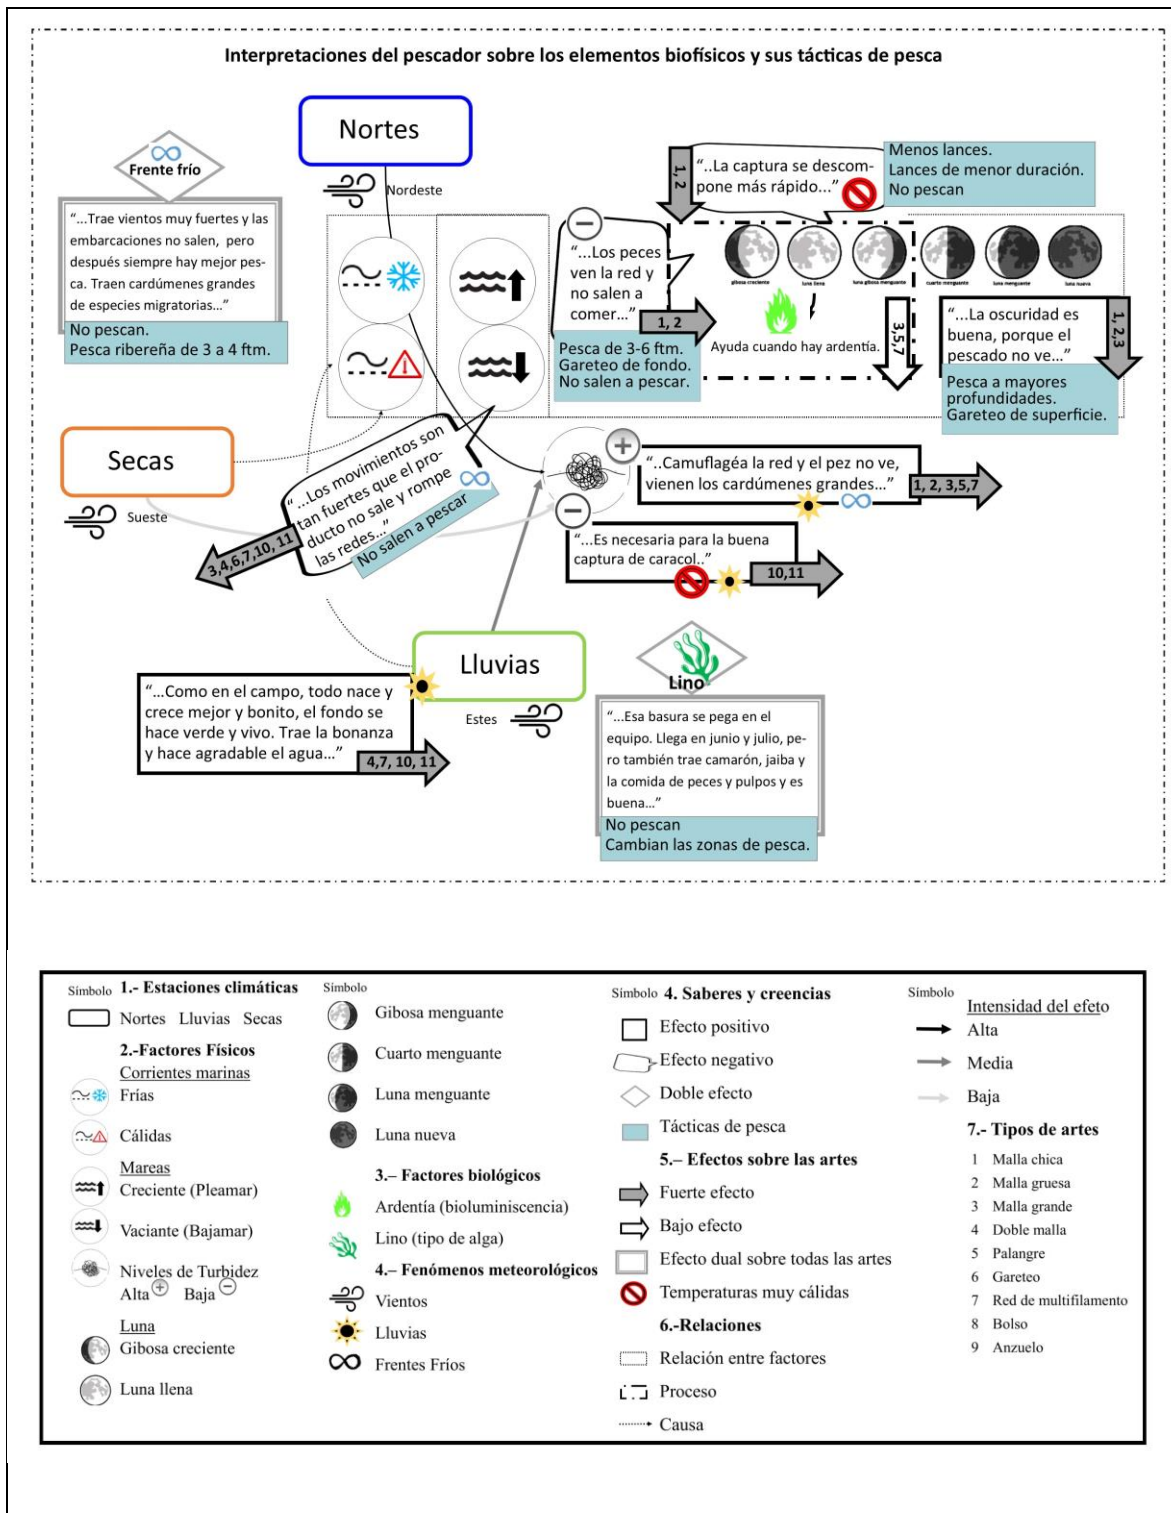 Interpretaciones del pescador sobre los elementos biofísicos y sus tácticas de pesca
Nortes
Nordeste
Frente frío
“...Trae vientos muy fuertes y las
embarcaciones no salen, pero
después siempre hay mejor pes-
ca. Traen cardúmenes grandes
de especies migratorias...”
No pescan.
Pesca ribereña de 3 a 4 ftm.
1, 2
“..La captura se descom-
pone más rápido...”
Menos lances.
Lances de menor duración.
No pescan
“...Los peces
ven la red y
no salen a
comer...”
1, 2
Pesca de 3-6 ftm.
Gareteo de fondo.
No salen a pescar.
gibosa creciente
luna llena
luna gibosa menguante
cuarto menguante
luna menguante
luna nueva
Ayuda cuando hay ardentía.
3,5,7
“...La oscuridad es
buena, porque el
pescado no ve...”
1, 2,3
Pesca a mayores
profundidades.
Gareteo de superficie.
Secas
Sueste
“...Los movimientos son
tan fuertes que el pro-
ducto no sale y rompe
las redes...”
No salen a pescar
3,4,6,7,10, 11
“..Camuflagéa la red y el pez no ve,
vienen los cardúmenes grandes...”
1, 2, 3,5,7
“...Es necesaria para la buena
captura de caracol..”
10,11
Lluvias
Estes
“...Como en el campo, todo nace y
crece mejor y bonito, el fondo se
hace verde y vivo. Trae la bonanza
y hace agradable el agua...”
4,7, 10, 11
Lino
“...Esa basura se pega en el
equipo. Llega en junio y julio, pe-
ro también trae camarón, jaiba y
la comida de peces y pulpos y es
buena...”
No pescan
Cambian las zonas de pesca.
Símbolo 1.- Estaciones climáticas
Nortes Lluvias Secas
2.-Factores Físicos
Corrientes marinas
Frías
Cálidas
Mareas
Creciente (Pleamar)
Vaciante (Bajamar)
Niveles de Turbidez
Alta + Baja −
Luna
Gibosa creciente
Luna llena
Símbolo
Gibosa menguante
Cuarto menguante
Luna menguante
Luna nueva
3.– Factores biológicos
Ardentía (bioluminiscencia)
Lino (tipo de alga)
4.– Fenómenos meteorológicos
Vientos
Lluvias
Frentes Fríos
Símbolo 4. Saberes y creencias
Efecto positivo
Efecto negativo
Doble efecto
Tácticas de pesca
5.– Efectos sobre las artes
Fuerte efecto
Bajo efecto
Efecto dual sobre todas las artes
Temperaturas muy cálidas
6.-Relaciones
Relación entre factores
Proceso
Causa
Símbolo
Intensidad del efeto
Alta
Media
Baja
7.- Tipos de artes
1 Malla chica
2 Malla gruesa
3 Malla grande
4 Doble malla
5 Palangre
6 Gareteo
7 Red de multifilamento
8 Bolso
9 Anzuelo